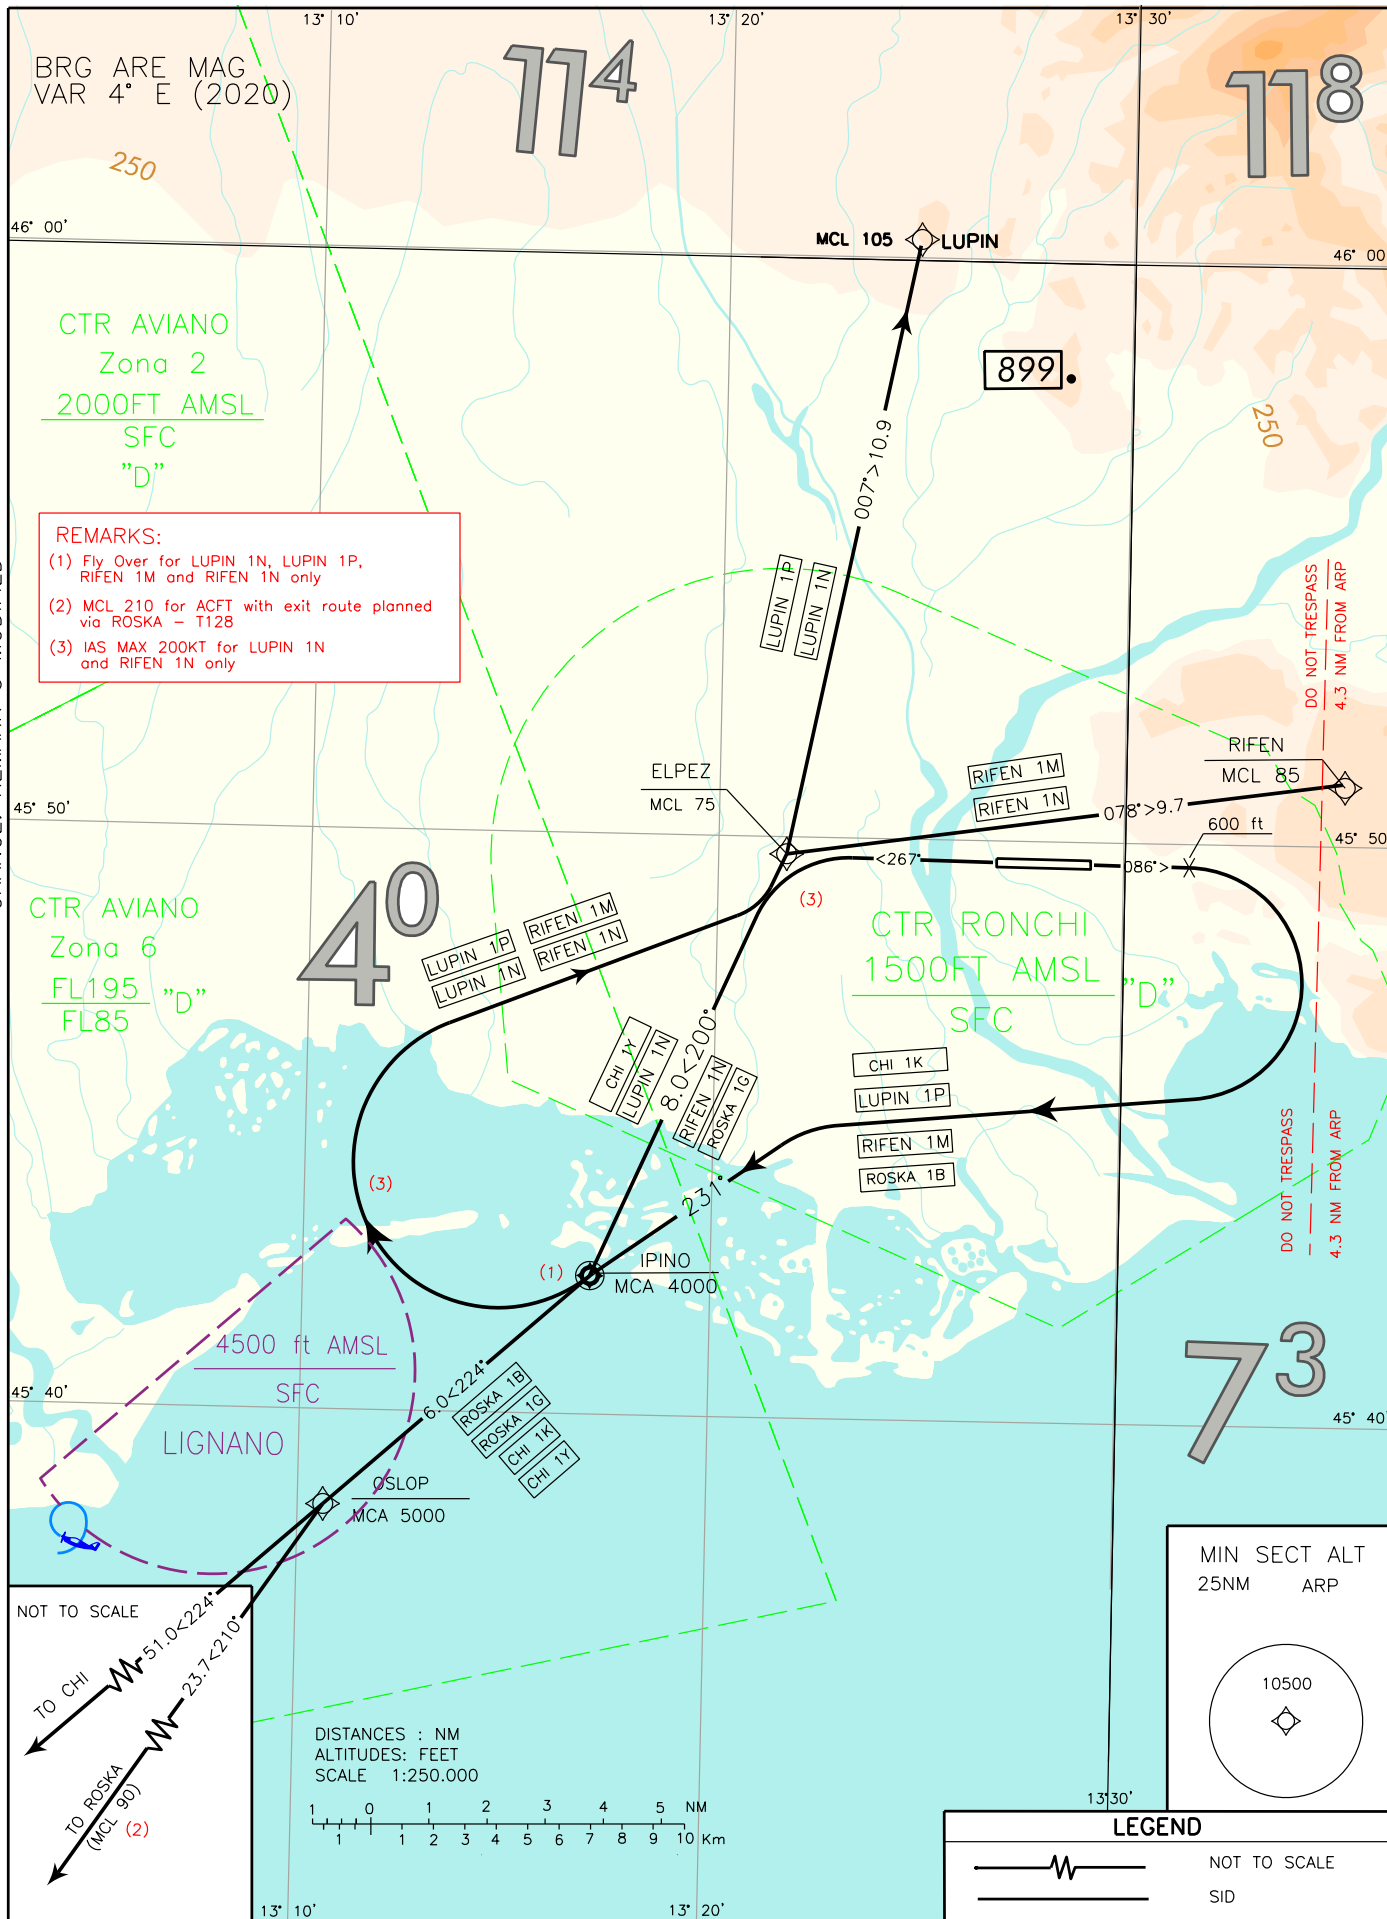 13° 10'
13° 20'
13° 30'
BRG ARE MAG
VAR 4° E (2020)
11 4
11 8
250
46° 00'
MCL 105
LUPIN
46° 00
CTR AVIANO
Zona 2
2000FT AMSL
SFC
"D"
899
250
007°>10.9
REMARKS:
(1) Fly Over for LUPIN 1N, LUPIN 1P,
RIFEN 1M and RIFEN 1N only
(2) MCL 210 for ACFT with exit route planned
via ROSKA - T128
(3) IAS MAX 200KT for LUPIN 1N
and RIFEN 1N only
LUPIN 1P
LUPIN 1N
DO NOT TRESPASS
4.3 NM FROM ARP
ELPEZ
MCL 75
RIFEN 1M
RIFEN 1N
RIFEN
MCL 85
078°>9.7
45° 50'
600 ft
45° 50
<267°
086°>
(3)
CTR AVIANO
Zona 6
FL195
FL85
"D"
4 0
LUPIN 1P
LUPIN 1N
RIFEN 1M
RIFEN 1N
CTR RONCHI
1500FT AMSL
SFC
"D"
CHI 1Y
LUPIN 1N
8.0<200°
RIFEN 1N
ROSKA 1G
CHI 1K
LUPIN 1P
RIFEN 1M
ROSKA 1B
DO NOT TRESPASS
4.3 NM FROM ARP
(3)
231°
(1)
IPINO
MCA 4000
4500 ft AMSL
SFC
LIGNANO
7 3
45° 40'
45° 40'
6.0<224°
ROSKA 1B
ROSKA 1G
CHI 1K
CHI 1Y
OSLOP
MCA 5000
MIN SECT ALT
25NM ARP
10500
NOT TO SCALE
51.0<224°
23.7<210°
TO CHI
TO ROSKA
(MCL 90)
(2)
DISTANCES : NM
ALTITUDES: FEET
SCALE 1:250.000
1 0 1 2 3 4 5 NM
1 1 2 3 4 5 6 7 8 9 10 Km
13°30'
LEGEND
NOT TO SCALE
SID
13° 10'
13° 20'